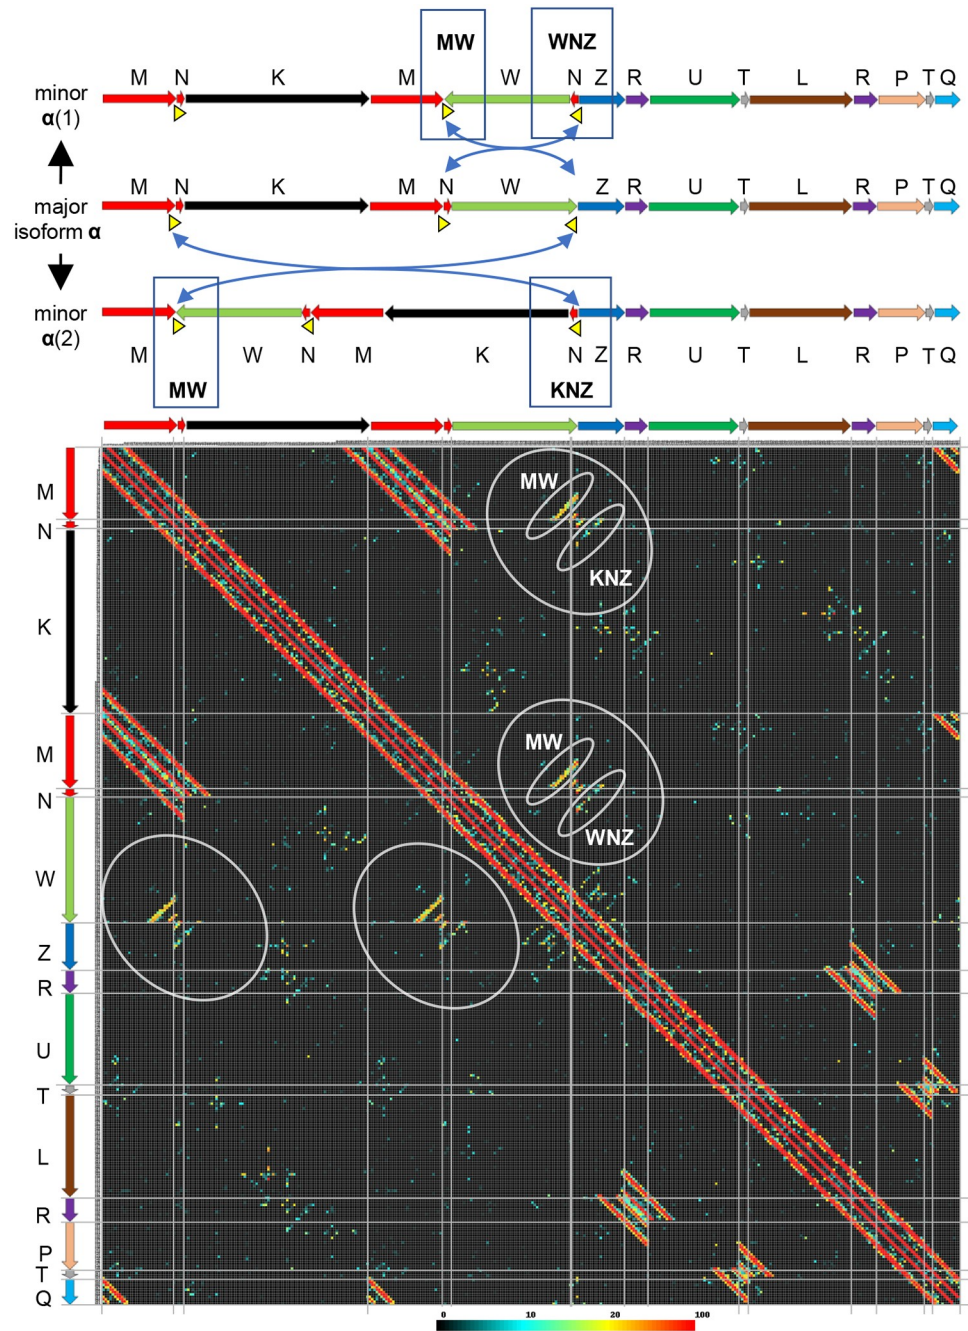 MW WNZ
M N K M W N Z R U T L R P T Q
minor
α(1)
M N K M N W Z R U T L R P T Q
major
isoform α
minor
α(2)
M W N M K N Z R U T L R P T Q
MW KNZ
M
N
K
M
N
W
Z
R
U
T
L
R
P
T
Q
MW
KNZ
MW
WNZ
0 10 20 100